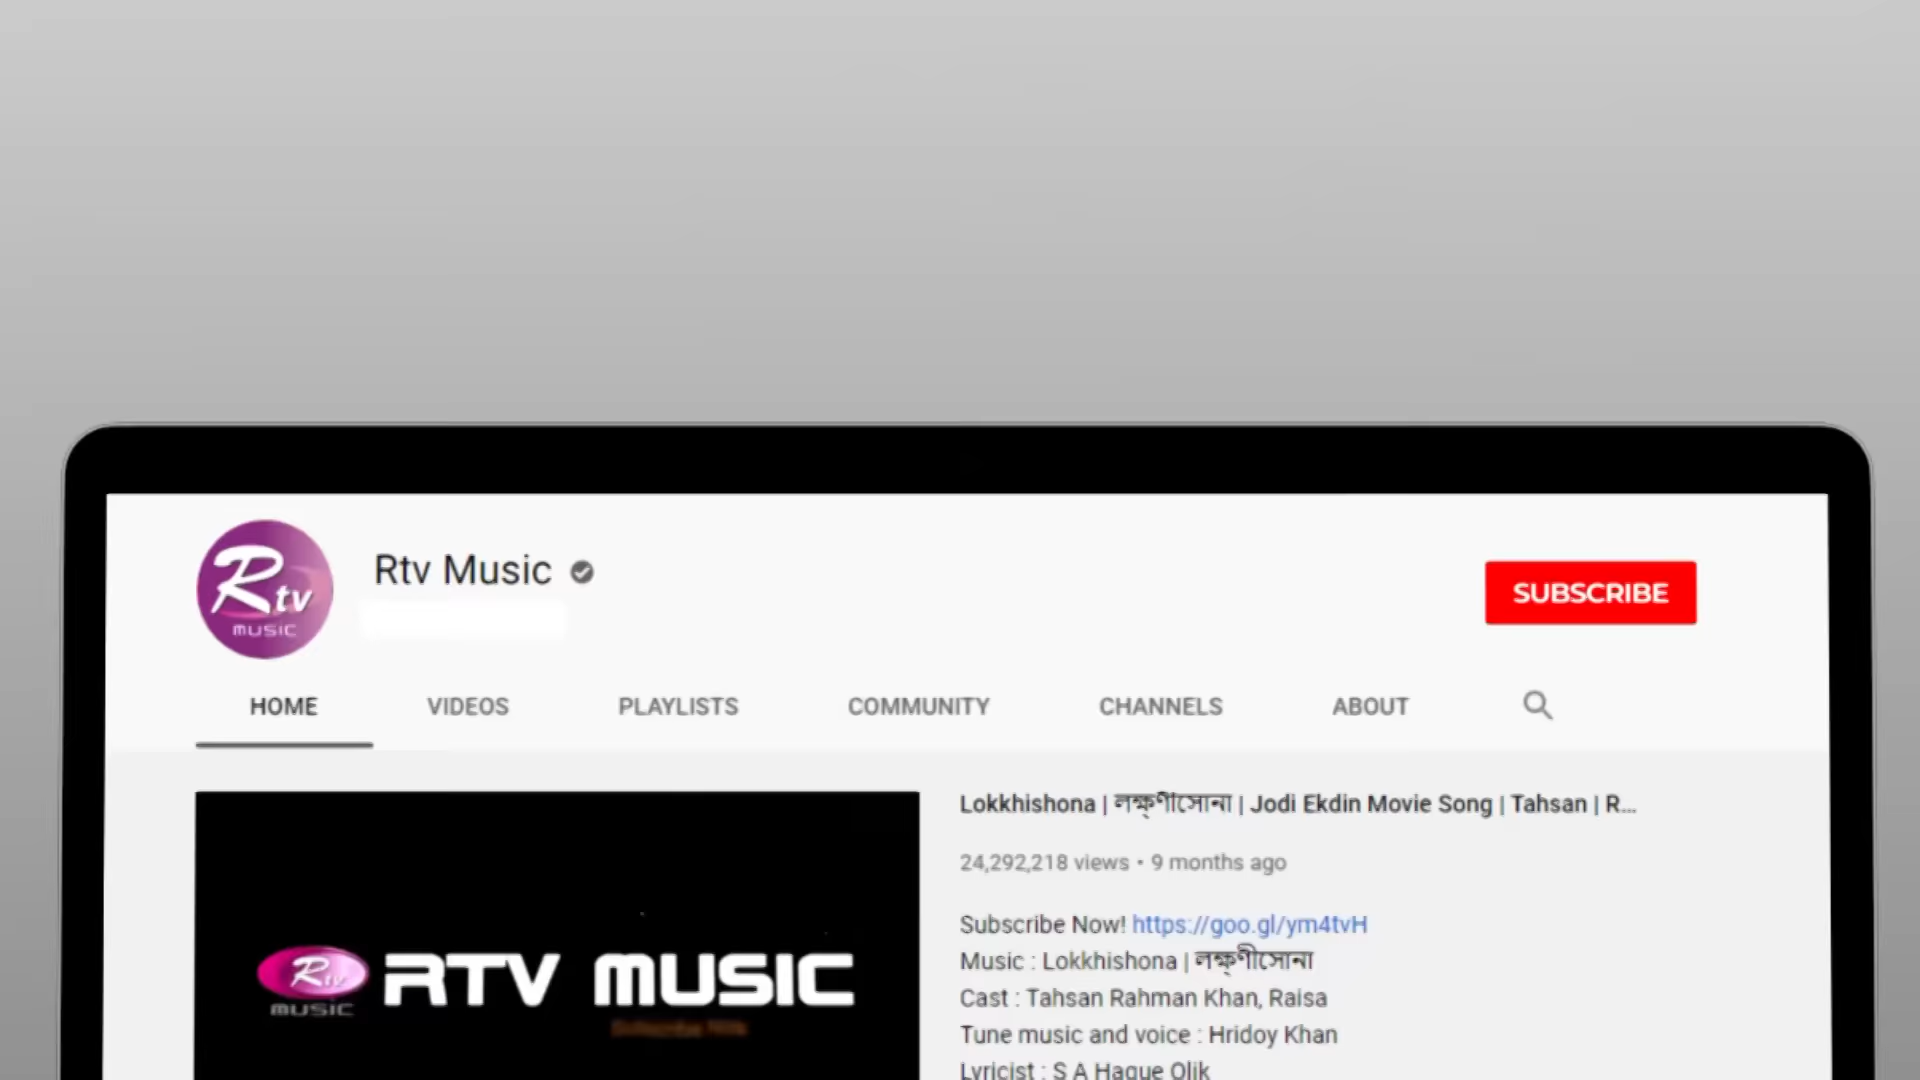 Rtv Music
Rtv
MUSIC
SUBSCRIBE
HOME VIDEOS PLAYLISTS COMMUNITY CHANNELS ABOUT
Lokkhishona | লক্ষ্ণীসোনা | Jodi Ekdin Movie Song | Tahsan | R...
24,292,218 views • 9 months ago
Subscribe Now! https://goo.gl/ym4tvH
Music : Lokkhishona | লক্ষ্ণীসোনা
Cast : Tahsan Rahman Khan, Raisa
Tune music and voice : Hridoy Khan
Lyricist : S A Haque Olik
Rtv
MUSIC
RTV MUSIC